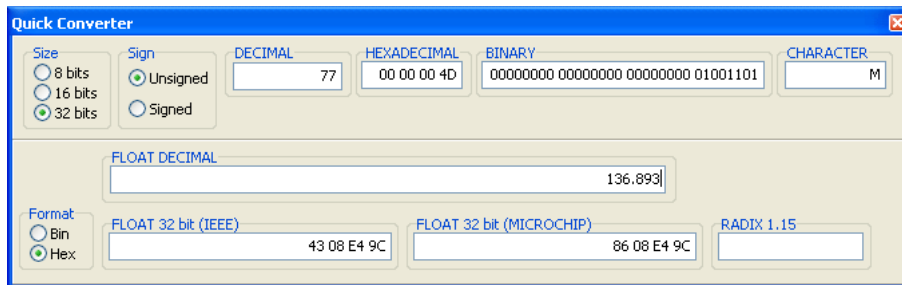 Quick Converter
Size Sign DECIMAL HEXADECIMAL BINARY CHARACTER
8 bits Unsigned 77 00 00 00 4D 00000000 00000000 00000000 01001101 M
16 bits
32 bits Signed
FLOAT DECIMAL
136.893
Format FLOAT 32 bit (IEEE) FLOAT 32 bit (MICROCHIP) RADIX 1.15
Bin
Hex 43 08 E4 9C 86 08 E4 9C